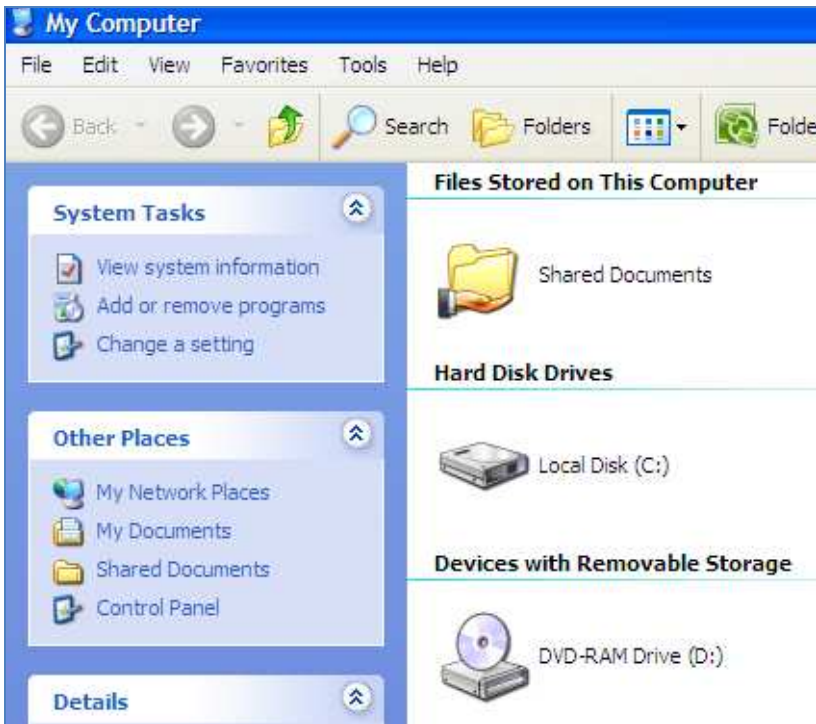 My Computer
File Edit View Favorites Tools Help
Back Search Folders Folde
System Tasks
View system information
Add or remove programs
Change a setting
Other Places
My Network Places
My Documents
Shared Documents
Control Panel
Details
Files Stored on This Computer
Shared Documents
Hard Disk Drives
Local Disk (C:)
Devices with Removable Storage
DVD-RAM Drive (D:)